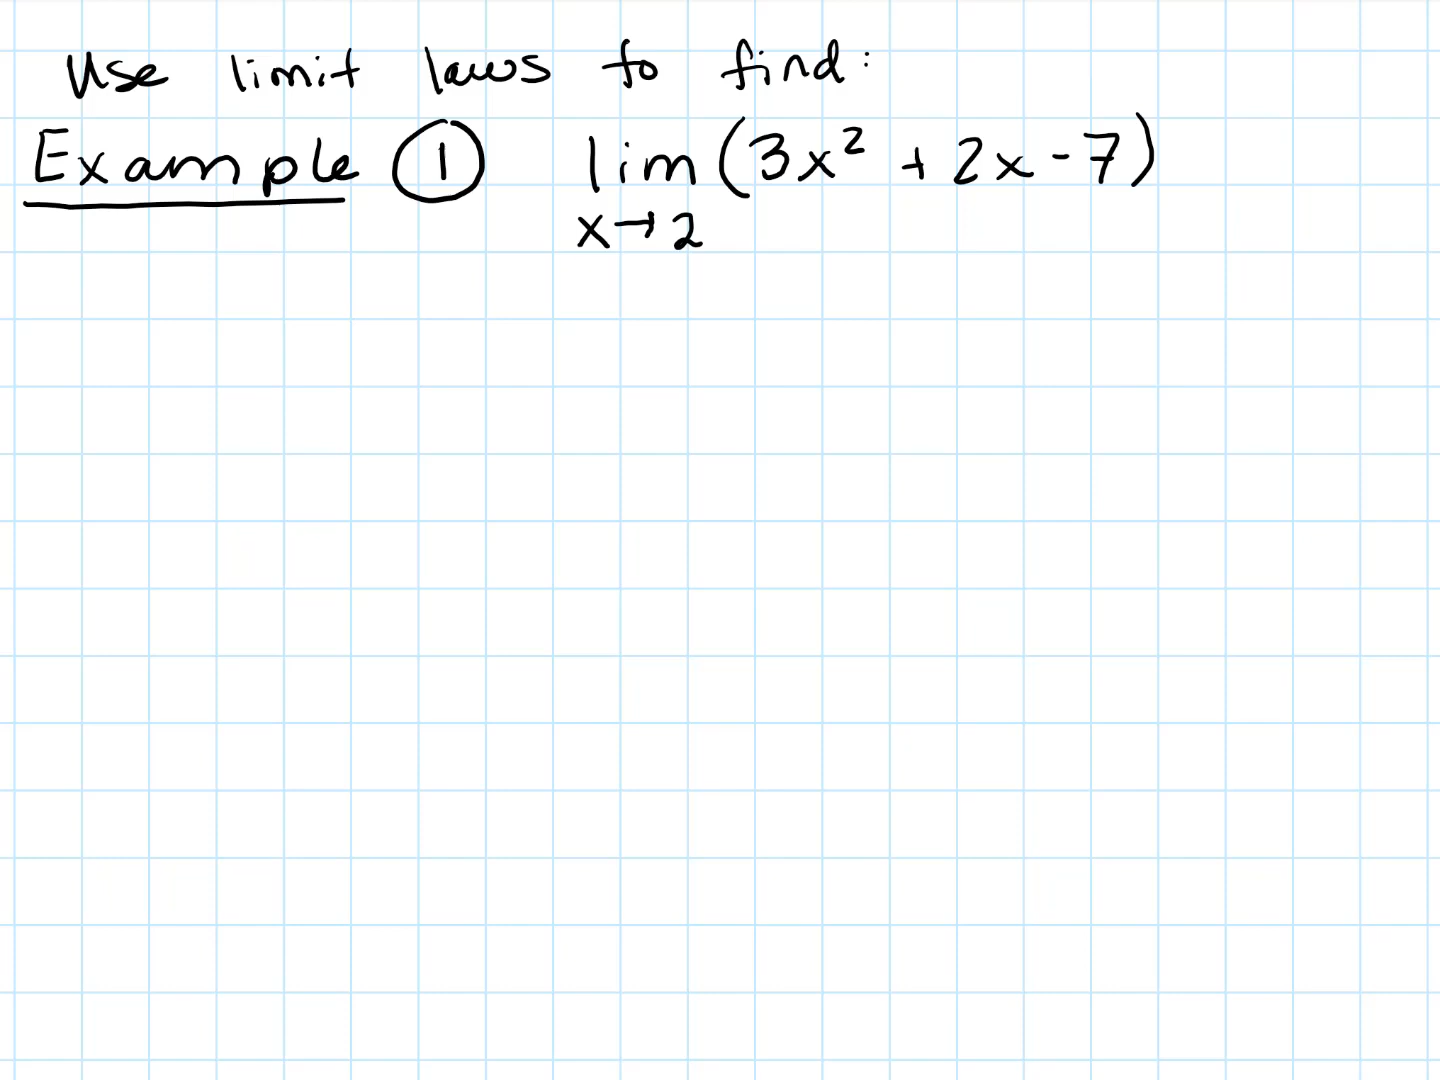 Use limit laws to find:
Example ① lim (3x² + 2x - 7)
x→2